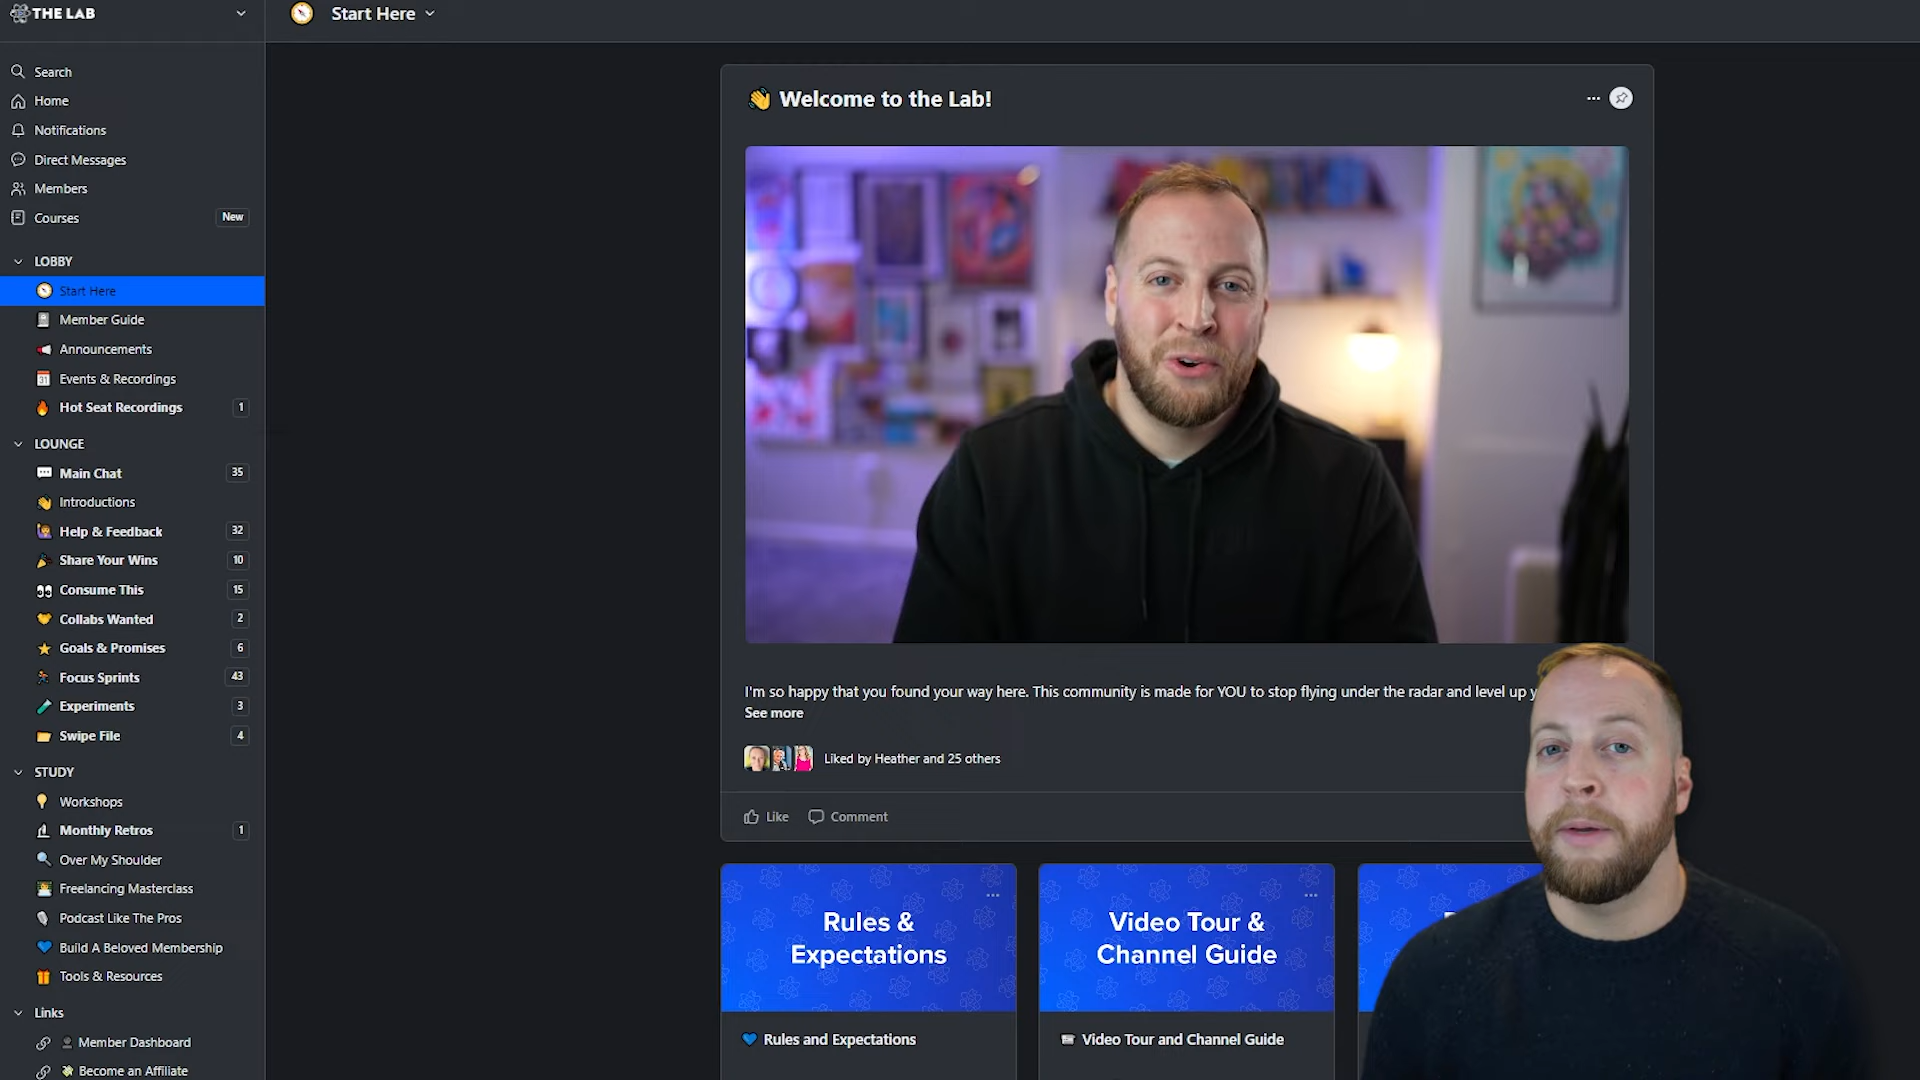 THE LAB
Start Here
Search
Home
Notifications
Direct Messages
Members
Courses New
LOBBY
Start Here
Member Guide
Announcements
Events & Recordings
Hot Seat Recordings 1
LOUNGE
Main Chat 35
Introductions
Help & Feedback 32
Share Your Wins 10
Consume This 15
Collabs Wanted 2
Goals & Promises 6
Focus Sprints 43
Experiments 3
Swipe File 4
STUDY
Workshops
Monthly Retros 1
Over My Shoulder
Freelancing Masterclass
Podcast Like The Pros
Build A Beloved Membership
Tools & Resources
Links
Member Dashboard
Become an Affiliate
Welcome to the Lab!
I'm so happy that you found your way here. This community is made for YOU to stop flying under the radar and level up
See more
Liked by Heather and 25 others
Like Comment
Rules &
Expectations
Rules and Expectations
Video Tour &
Channel Guide
Video Tour and Channel Guide